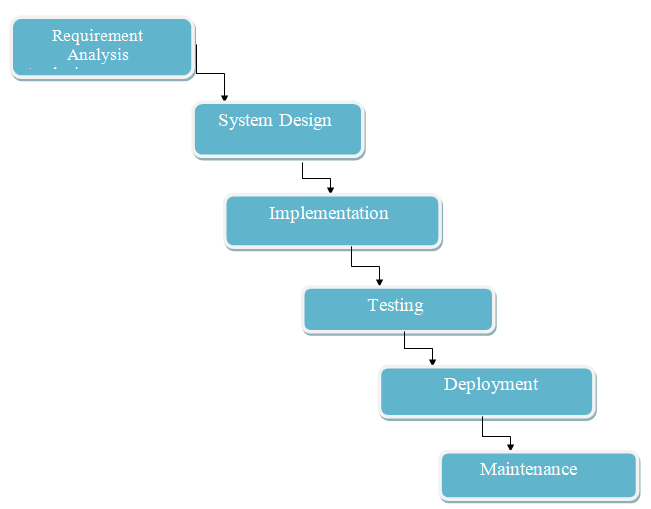 Requirement
Analysis
System Design
Implementation
Testing
Deployment
Maintenance